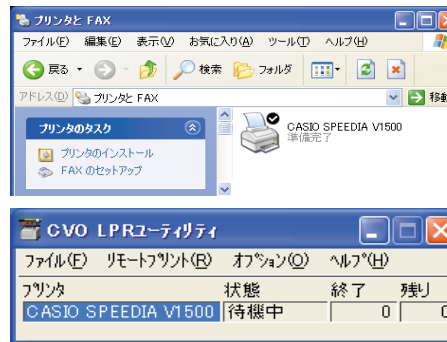 プリンタと FAX
ファイル(F) 編集(E) 表示(V) お気に入り(A) ツール(T) ヘルプ(H)
戻る 検索 フォルダ
アドレス(D) プリンタと FAX 移動
プリンタのタスク
プリンタのインストール
FAX のセットアップ
CASIO SPEEDIA V1500
準備完了
CVO LPRユーティリティ
ファイル(F) リモートプリント(R) オプション(O) ヘルプ(H)
プリンタ 状態 終了 残り
CASIO SPEEDIA V1500 待機中 0 0